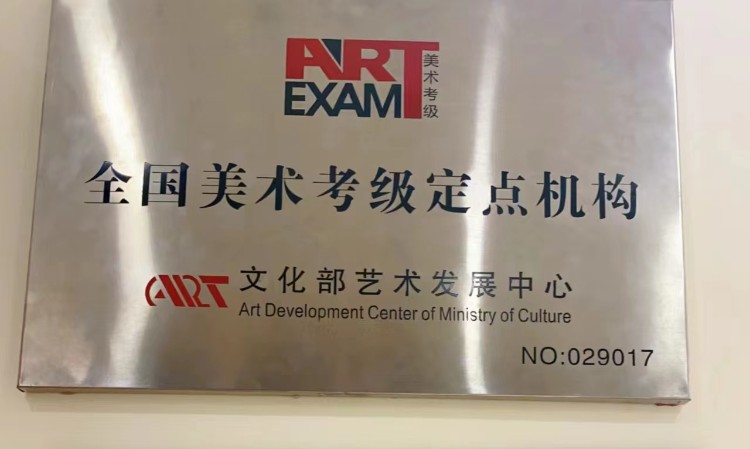 ART
EXAM
美术考级
全国美术考级定点机构
ART 文化部艺术发展中心
Art Development Center of Ministry of Culture
NO:029017